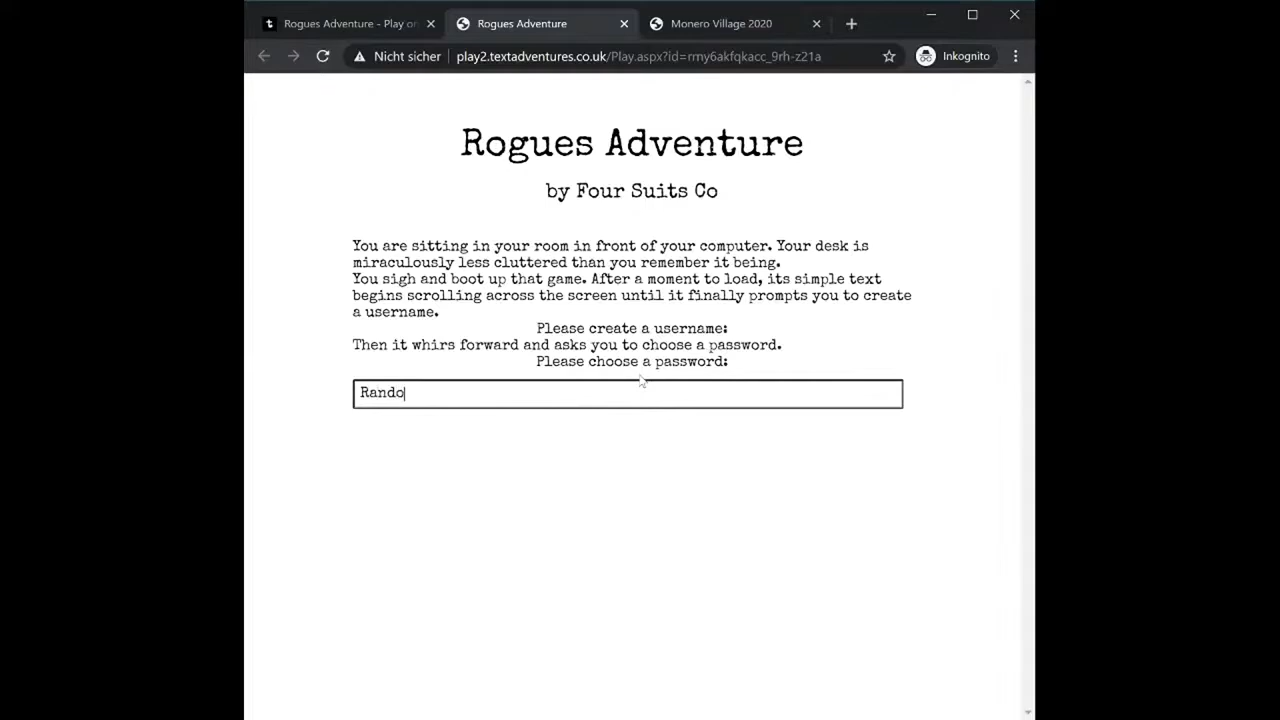 Rogues Adventure - Play on
Rogues Adventure
Monero Village 2020
Nicht sicher
play2.textadventures.co.uk/Play.aspx?id=rmy6akfqkacc_9rh-z21a
Inkognito
Rogues Adventure
by Four Suits Co
You are sitting in your room in front of your computer. Your desk is
miraculously less cluttered than you remember it being.
You sigh and boot up that game. After a moment to load, its simple text
begins scrolling across the screen until it finally prompts you to create
a username.
Please create a username:
Then it whirs forward and asks you to choose a password.
Please choose a password:
Rando